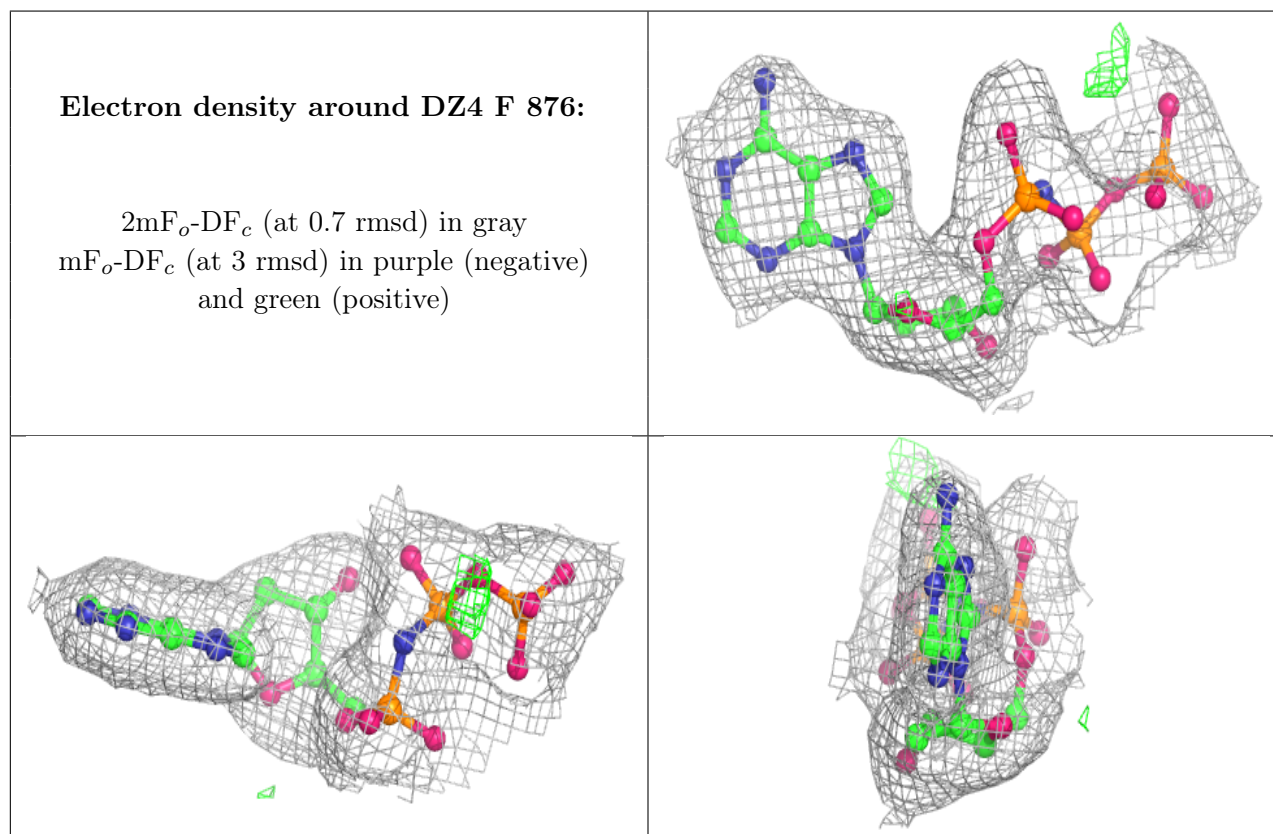 Electron density around DZ4 F 876:
2mFo-DFc (at 0.7 rmsd) in gray
mFo-DFc (at 3 rmsd) in purple (negative)
and green (positive)